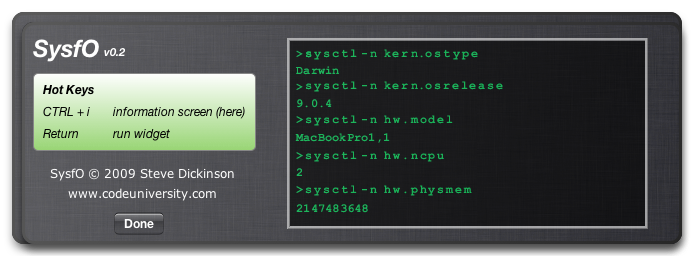 SysfO v0.2
Hot Keys
CTRL + i information screen (here)
Return run widget
SysfO © 2009 Steve Dickinson
www.codeuniversity.com
Done
>sysctl -n kern.ostype
Darwin
>sysctl -n kern.osrelease
9.0.4
>sysctl -n hw.model
MacBookPro1,1
>sysctl -n hw.ncpu
2
>sysctl -n hw.physmem
2147483648